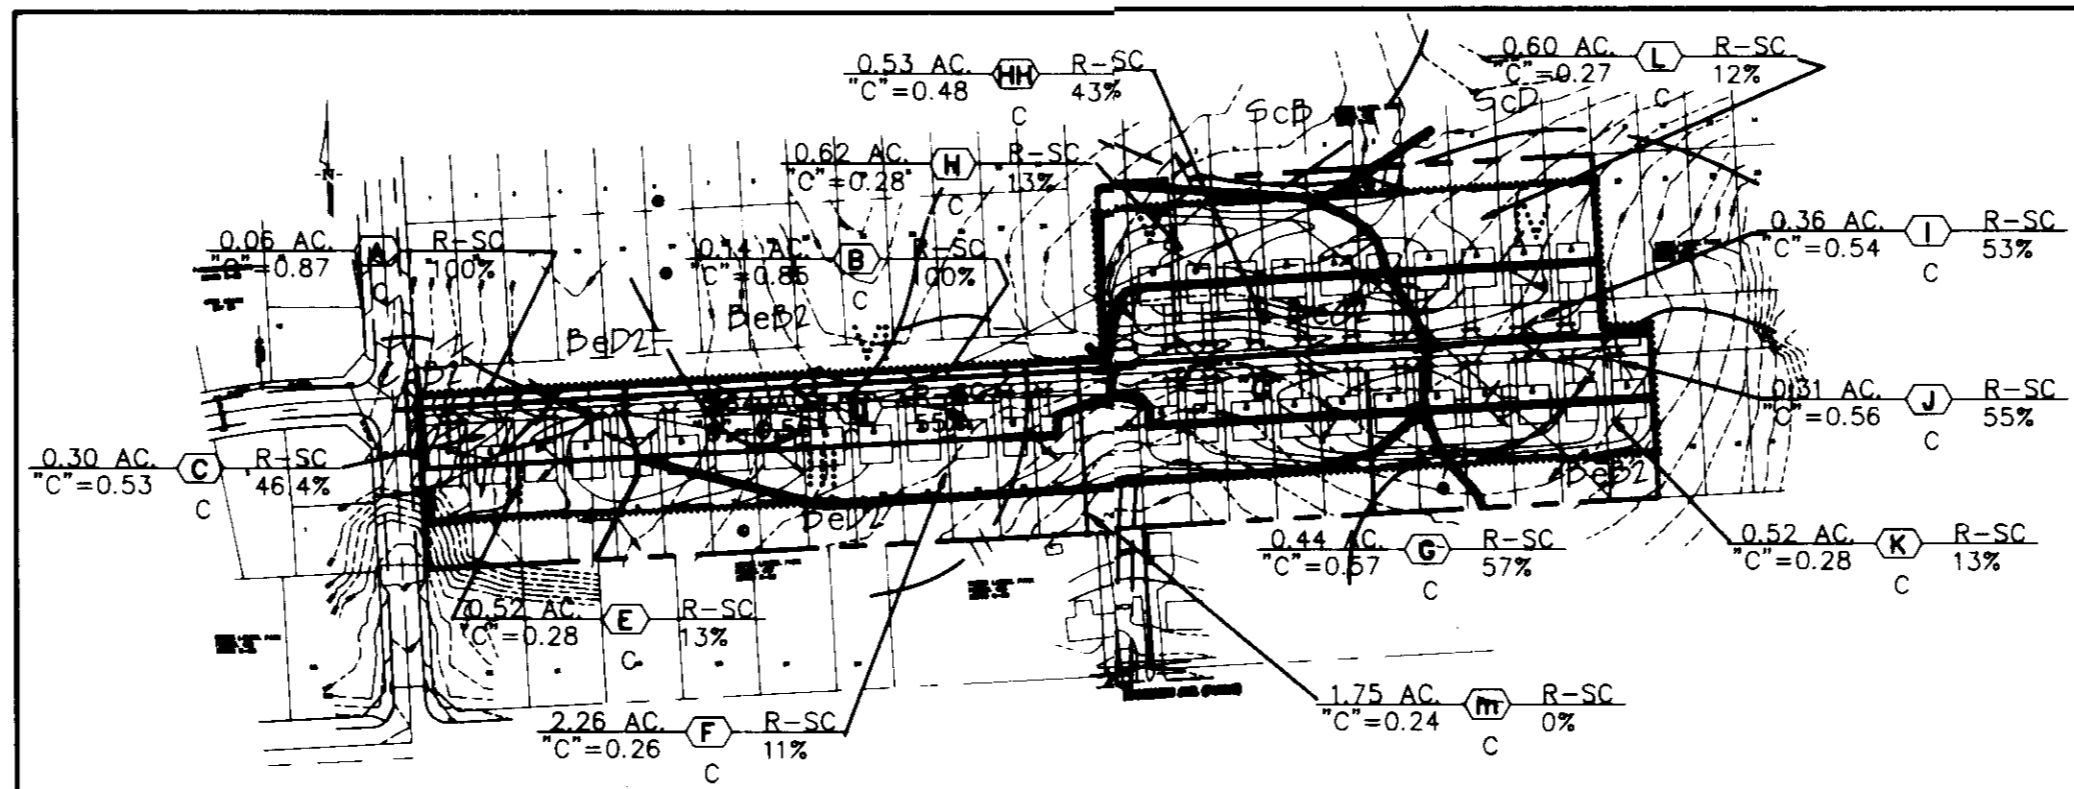 0.53 AC. HH R-SC
"C"=0.48 43%
C
0.60 AC. L R-SC
"C"=0.27 12%
C
ScB
ScD
0.62 AC. H R-SC
"C"=0.28 13%
C
N
0.06 AC. A R-SC
"C"=0.87 100%
C
0.14 AC. B R-SC
"C"=0.85 100%
C
0.36 AC. I R-SC
"C"=0.54 53%
C
BeD2
BeB2
0.31 AC. J R-SC
"C"=0.56 55%
C
0.30 AC. C R-SC
"C"=0.53 46.4%
C
BeB2
0.44 AC. G R-SC
"C"=0.57 57%
C
0.52 AC. K R-SC
"C"=0.28 13%
C
0.52 AC. E R-SC
"C"=0.28 13%
C
1.75 AC. m R-SC
"C"=0.24 0%
C
2.26 AC. F R-SC
"C"=0.26 11%
C